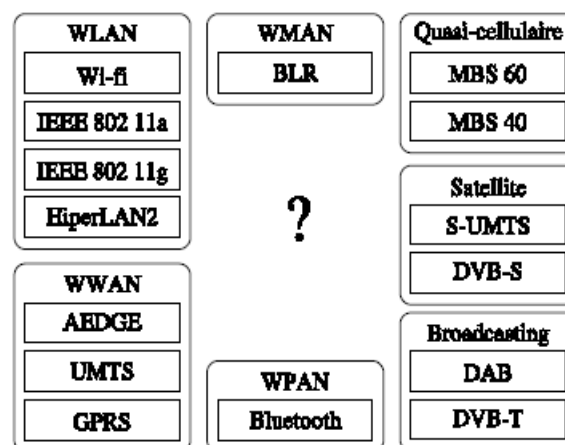 WLAN
Wi-fi
IEEE 802 11a
IEEE 802 11g
HiperLAN2
WWAN
AEDGE
UMTS
GPRS
WMAN
BLR
?
WPAN
Bluetooth
Quasi-cellulaire
MBS 60
MBS 40
Satellite
S-UMTS
DVB-S
Broadcasting
DAB
DVB-T